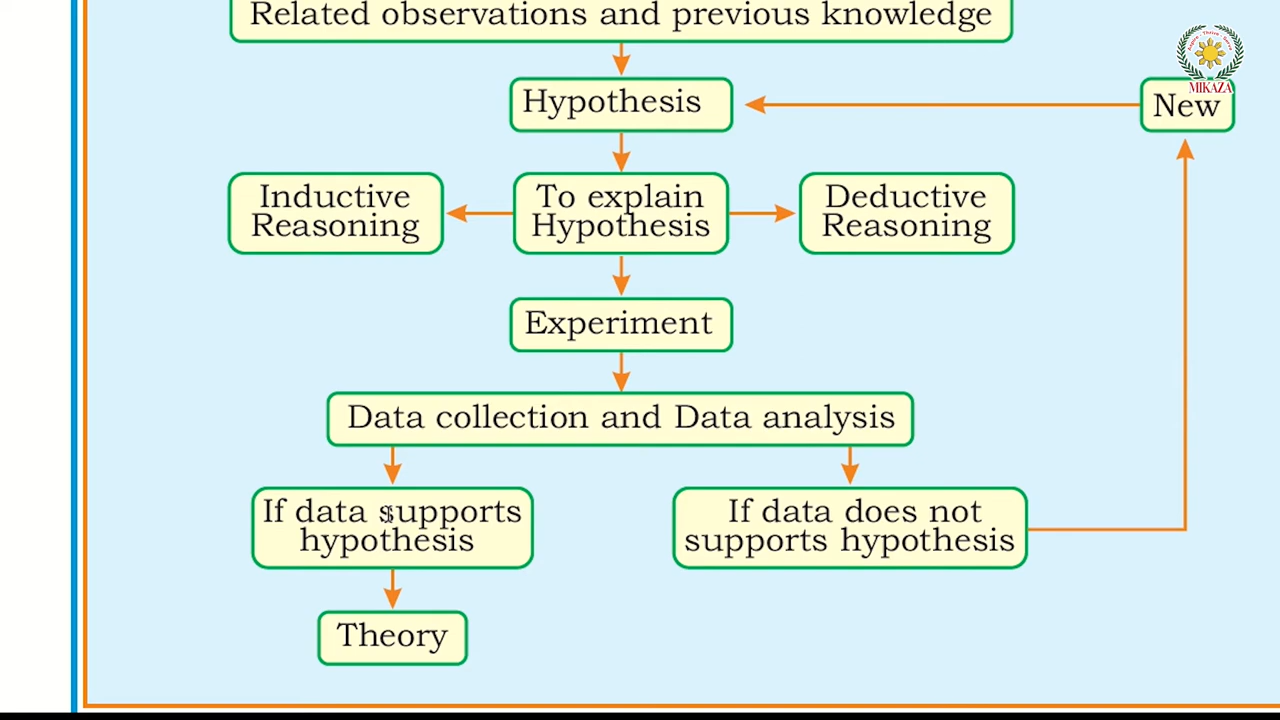 Related observations and previous knowledge
MIKAZA
Hypothesis
New
Inductive
Reasoning
To explain
Hypothesis
Deductive
Reasoning
Experiment
Data collection and Data analysis
If data supports
hypothesis
If data does not
supports hypothesis
Theory